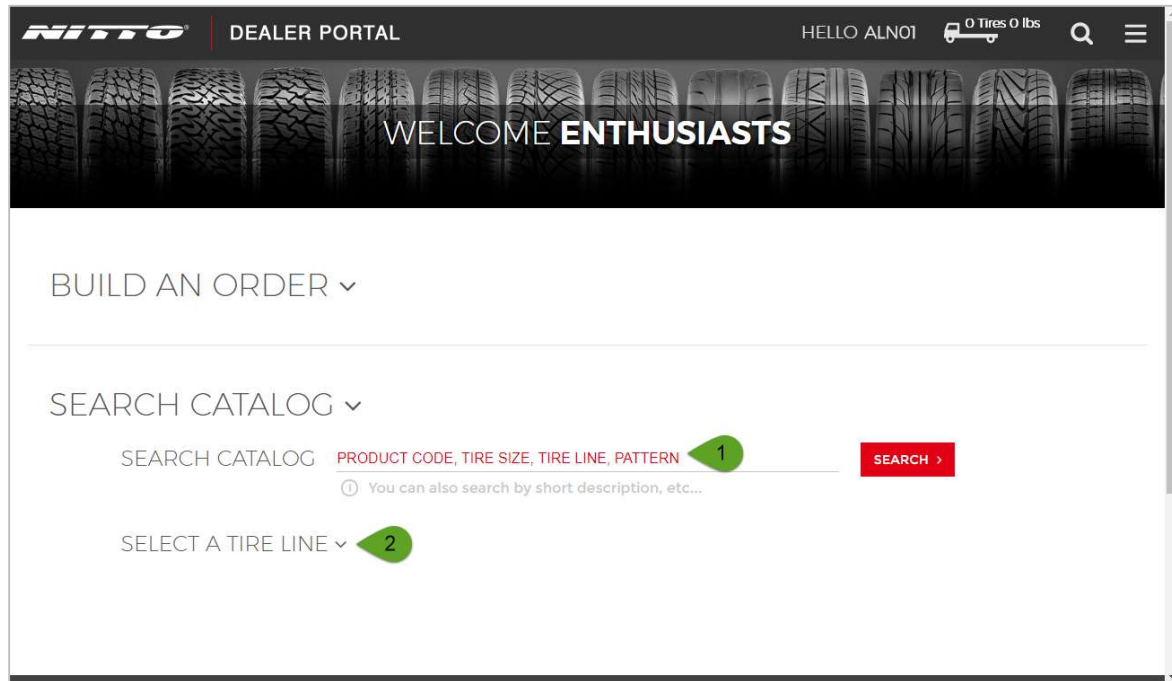 NITTO® DEALER PORTAL HELLO ALN01 0 Tires 0 lbs
WELCOME ENTHUSIASTS
BUILD AN ORDER
SEARCH CATALOG
SEARCH CATALOG PRODUCT CODE, TIRE SIZE, TIRE LINE, PATTERN 1 SEARCH >
You can also search by short description, etc...
SELECT A TIRE LINE 2